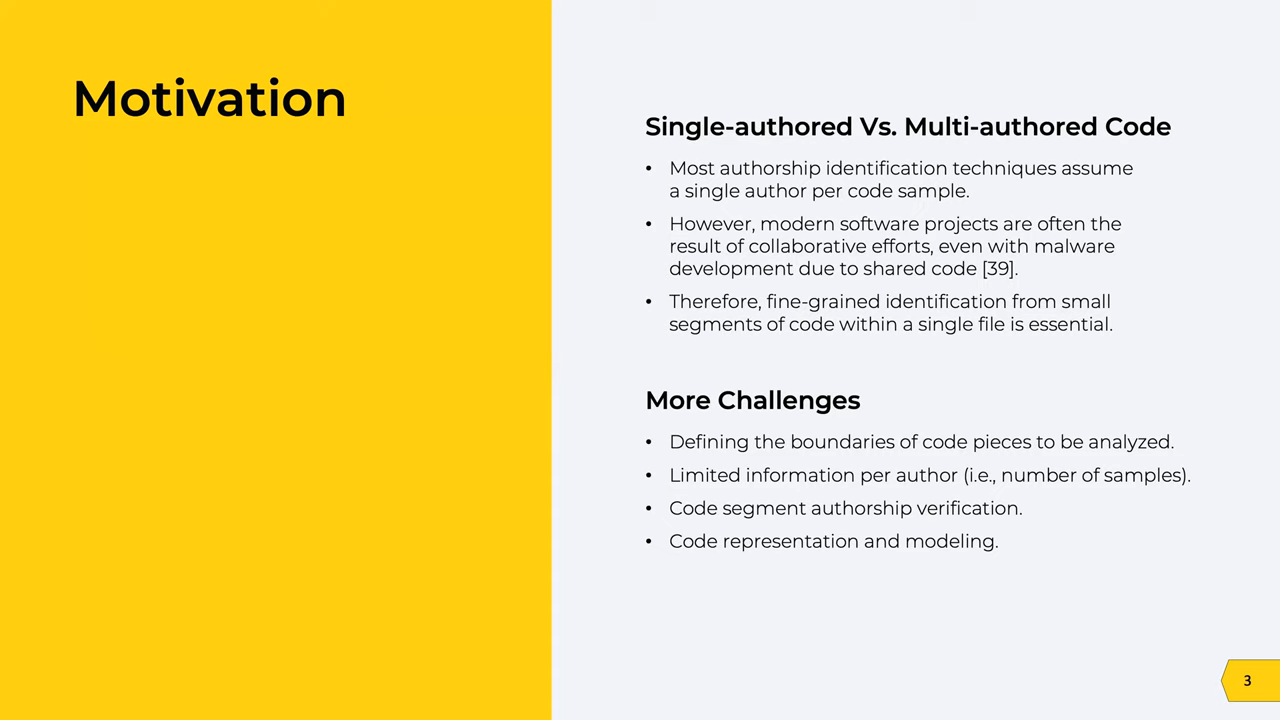 Motivation
Single-authored Vs. Multi-authored Code
• Most authorship identification techniques assume
a single author per code sample.
• However, modern software projects are often the
result of collaborative efforts, even with malware
development due to shared code [39].
• Therefore, fine-grained identification from small
segments of code within a single file is essential.
More Challenges
• Defining the boundaries of code pieces to be analyzed.
• Limited information per author (i.e., number of samples).
• Code segment authorship verification.
• Code representation and modeling.
3